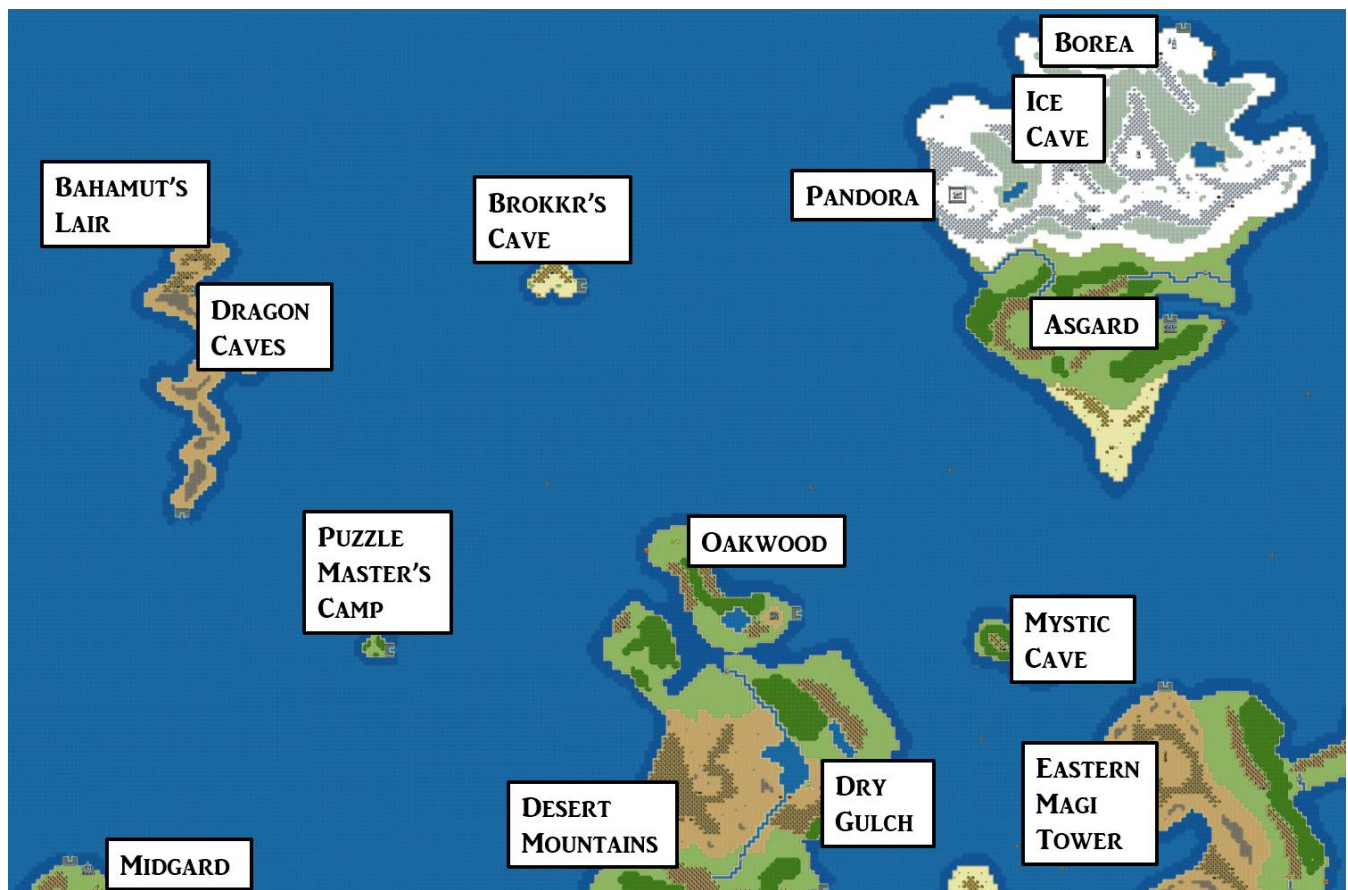 BOREA
ICE
CAVE
BAHAMUT'S
LAIR
BROKKR'S
CAVE
PANDORA
DRAGON
CAVES
ASGARD
PUZZLE
MASTER'S
CAMP
OAKWOOD
MYSTIC
CAVE
EASTERN
MAGI
TOWER
DRY
GULCH
DESERT
MOUNTAINS
MIDGARD